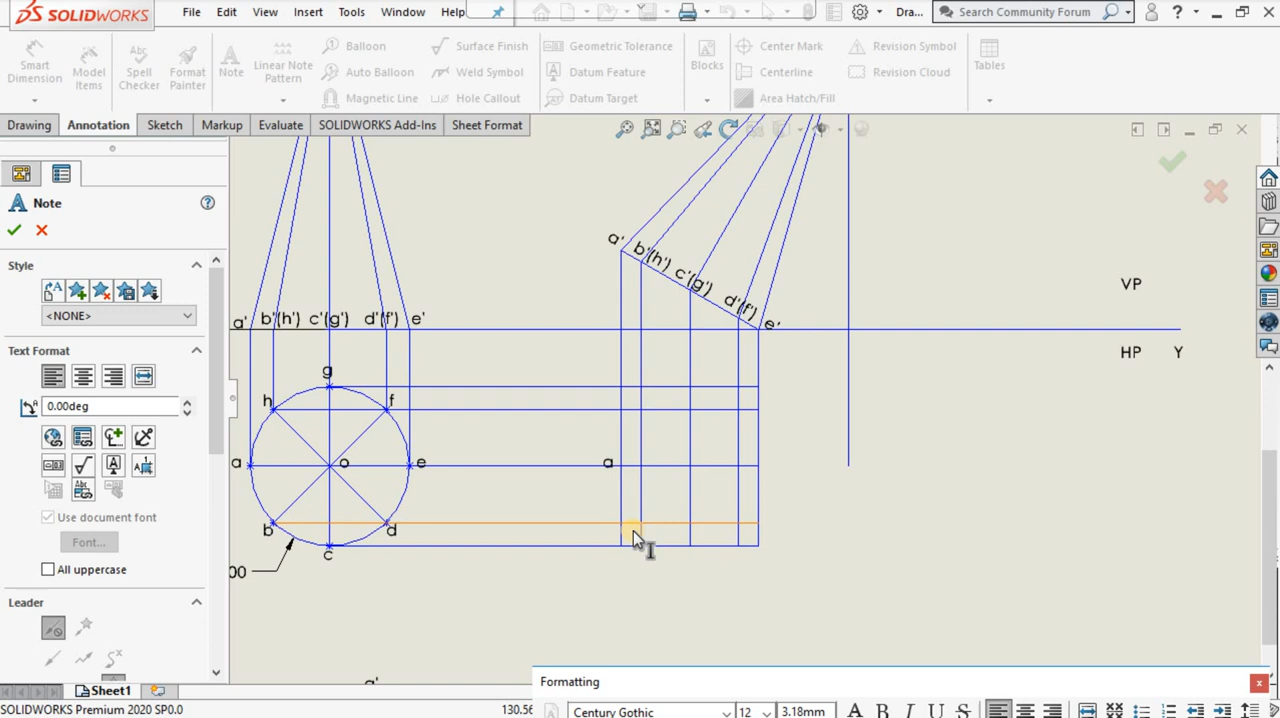 SOLIDWORKS File Edit View Insert Tools Window Help Dra... Search Community Forum ?
Smart Dimension
Model Items
Spell Checker
Format Painter
Note
Linear Note Pattern
Balloon
Auto Balloon
Magnetic Line
Surface Finish
Weld Symbol
Hole Callout
Geometric Tolerance
Datum Feature
Datum Target
Blocks
Center Mark
Centerline
Area Hatch/Fill
Revision Symbol
Revision Cloud
Tables
Drawing Annotation Sketch Markup Evaluate SOLIDWORKS Add-Ins Sheet Format
A Note ?
Style
<NONE>
Text Format
0.00deg
Use document font
Font...
All uppercase
Leader
a' b'(h') c'(g') d'(f') e'
VP
a' b'(h') c'(g') d'(f') e'
HP Y
g
h f
a o e a
b d
c
00
a'
Formatting
Sheet1
SOLIDWORKS Premium 2020 SP0.0 130.56
Century Gothic 12 3.18mm A B I U S